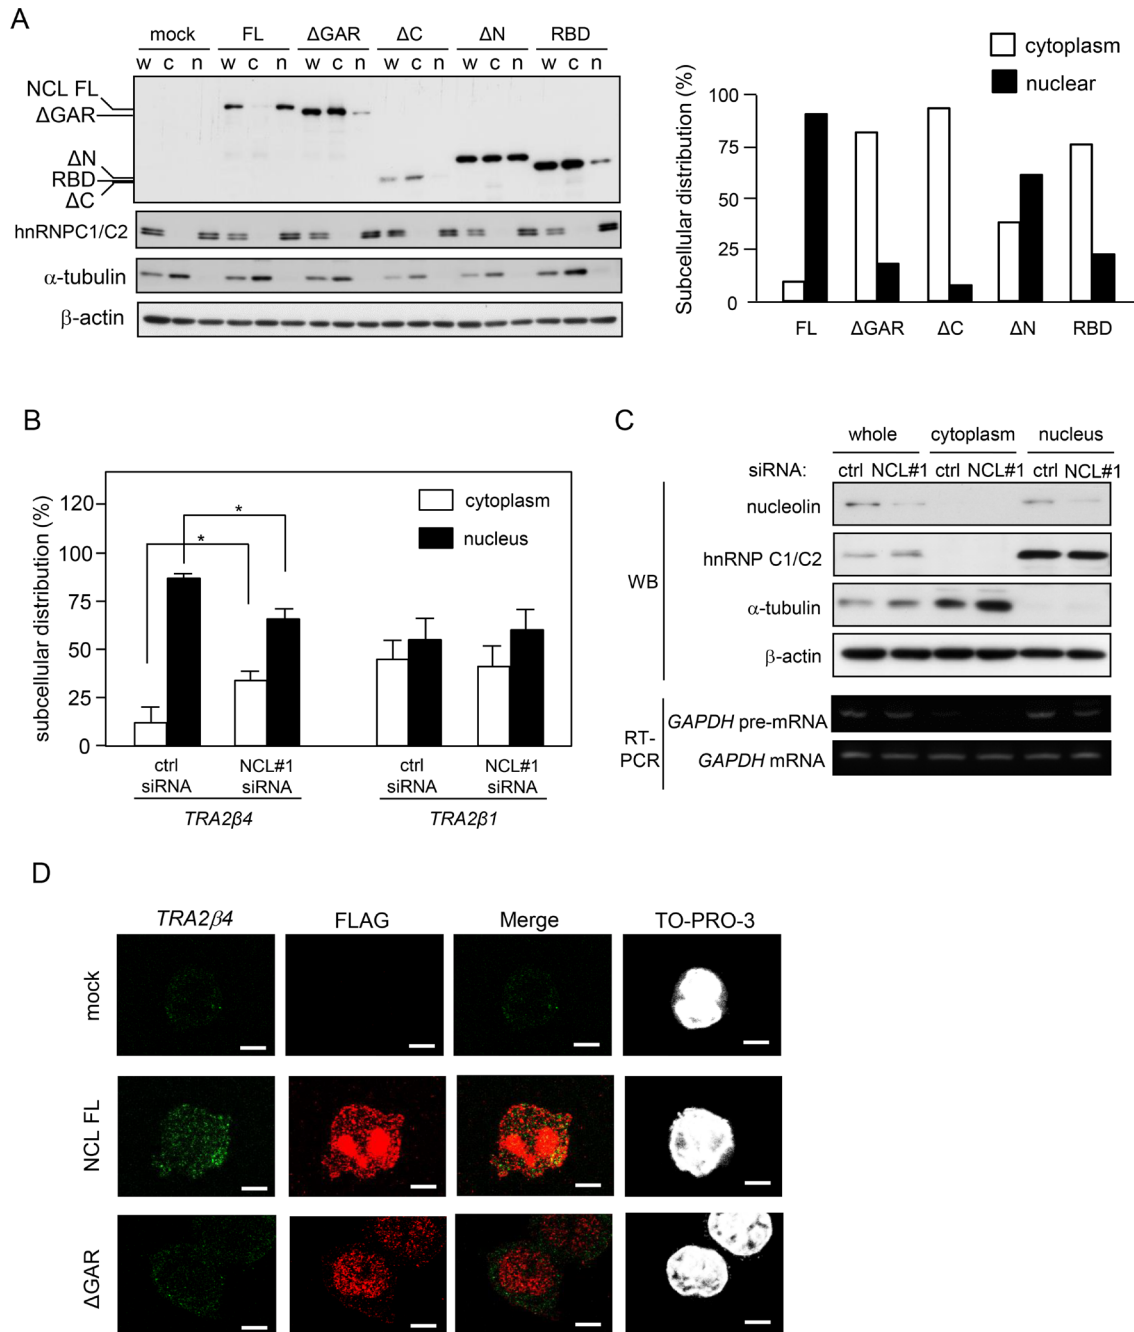 A
mock FL ΔGAR ΔC ΔN RBD
w c n w c n w c n w c n w c n w c n
NCL FL
ΔGAR
ΔN
RBD
ΔC
hnRNPC1/C2
α-tubulin
β-actin
cytoplasm
nuclear
Subcellular distribution (%)
100
75
50
25
0
FL ΔGAR ΔC ΔN RBD
B
subcellular distribution (%)
120
100
75
50
25
0
cytoplasm
nucleus
* *
ctrl siRNA NCL#1 siRNA ctrl siRNA NCL#1 siRNA
TRA2β4 TRA2β1
C
whole cytoplasm nucleus
siRNA: ctrl NCL#1 ctrl NCL#1 ctrl NCL#1
WB
nucleolin
hnRNP C1/C2
α-tubulin
β-actin
RT-
PCR
GAPDH pre-mRNA
GAPDH mRNA
D
TRA2β4 FLAG Merge TO-PRO-3
mock
NCL FL
ΔGAR